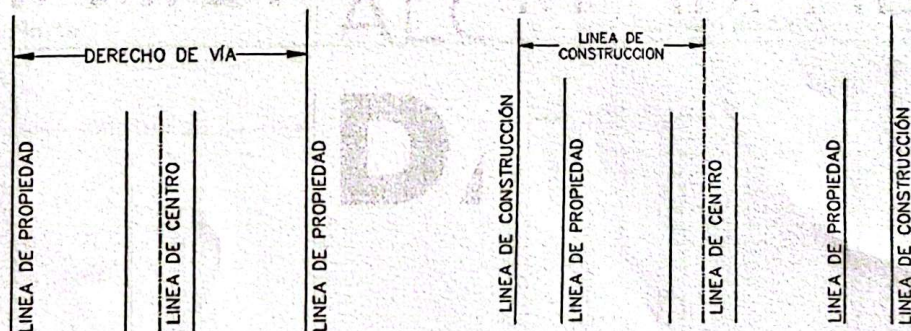 DERECHO DE VÍA
LINEA DE PROPIEDAD
LINEA DE CENTRO
LINEA DE PROPIEDAD
LINEA DE
CONSTRUCCION
LINEA DE CONSTRUCCIÓN
LINEA DE PROPIEDAD
LINEA DE CENTRO
LINEA DE PROPIEDAD
LINEA DE CONSTRUCCIÓN